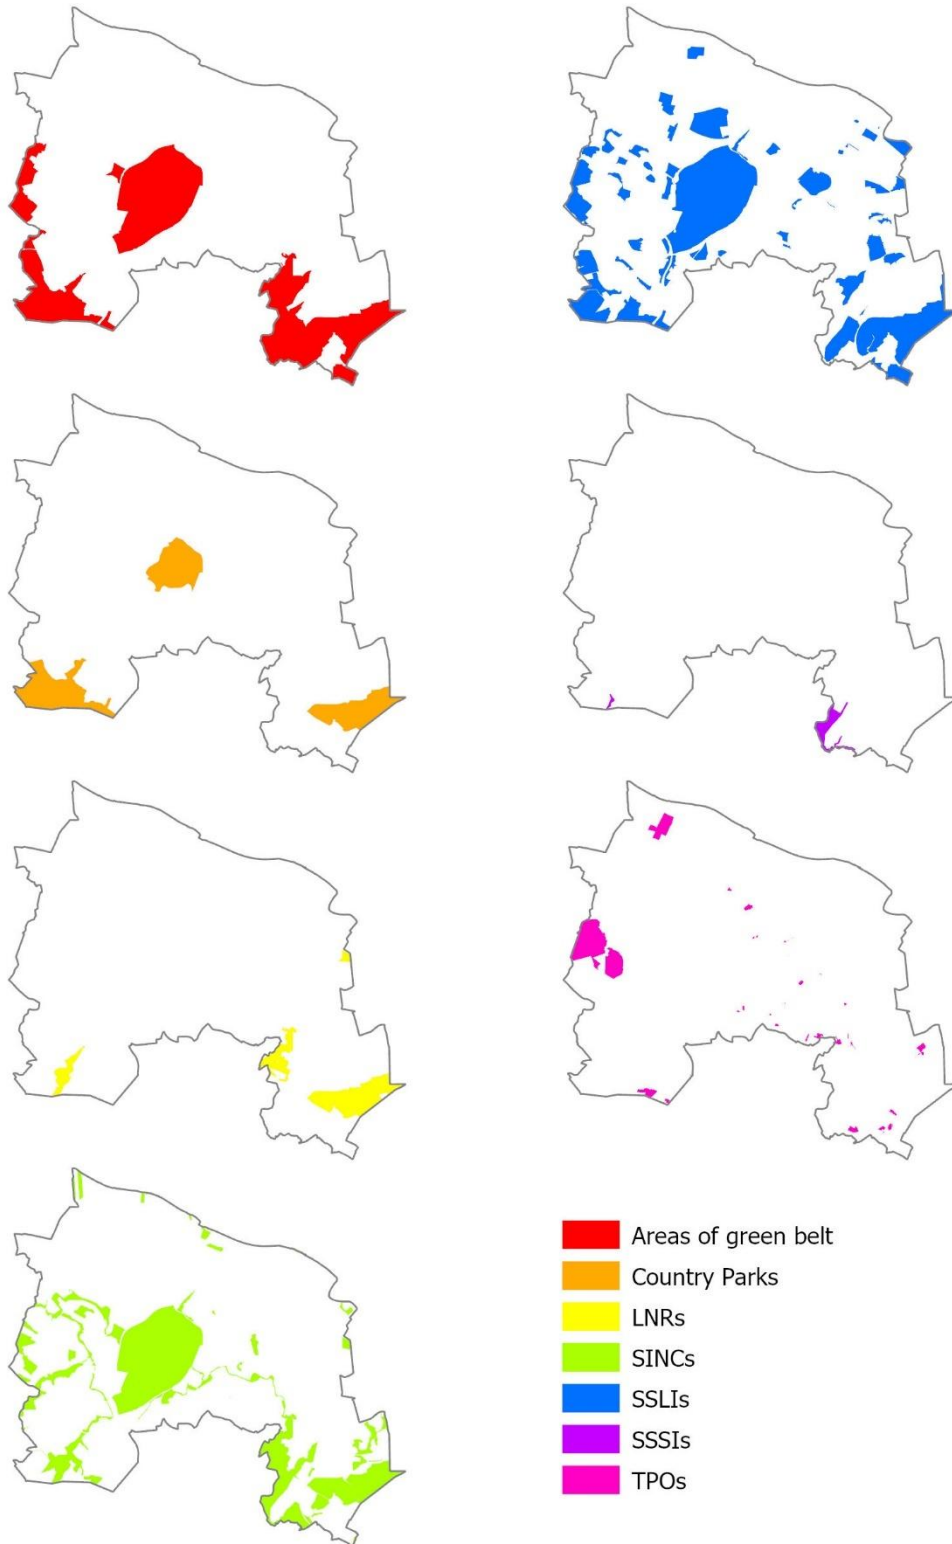 Areas of green belt
Country Parks
LNRs
SINCs
SSLIs
SSSIs
TPOs